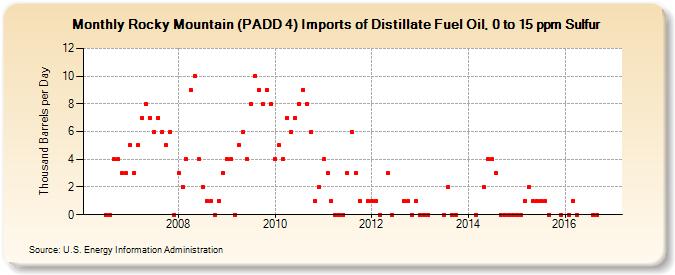 Monthly Rocky Mountain (PADD 4) Imports of Distillate Fuel Oil, 0 to 15 ppm Sulfur
Thousand Barrels per Day
12
10
8
6
4
2
0
2008 2010 2012 2014 2016
Source: U.S. Energy Information Administration